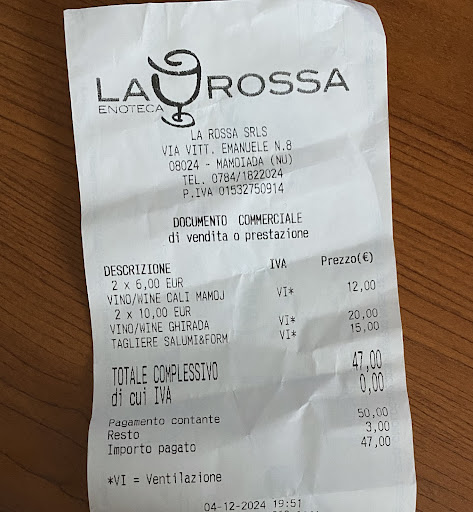 LA ROSSA
ENOTECA
LA ROSSA SRLS
VIA VITT. EMANUELE N.8
08024 - MAMOIADA (NU)
TEL. 0784/1822024
P.IVA 01532750914
DOCUMENTO COMMERCIALE
di vendita o prestazione
DESCRIZIONE IVA Prezzo(€)
2 x 6,00 EUR
VINO/WINE CALI MAMOJ VI* 12,00
2 x 10,00 EUR
VINO/WINE GHIRADA VI* 20,00
TAGLIERE SALUMI&FORM VI* 15,00
TOTALE COMPLESSIVO 47,00
di cui IVA 0,00
Pagamento contante 50,00
Resto 3,00
Importo pagato 47,00
*VI = Ventilazione
04-12-2024 19:51